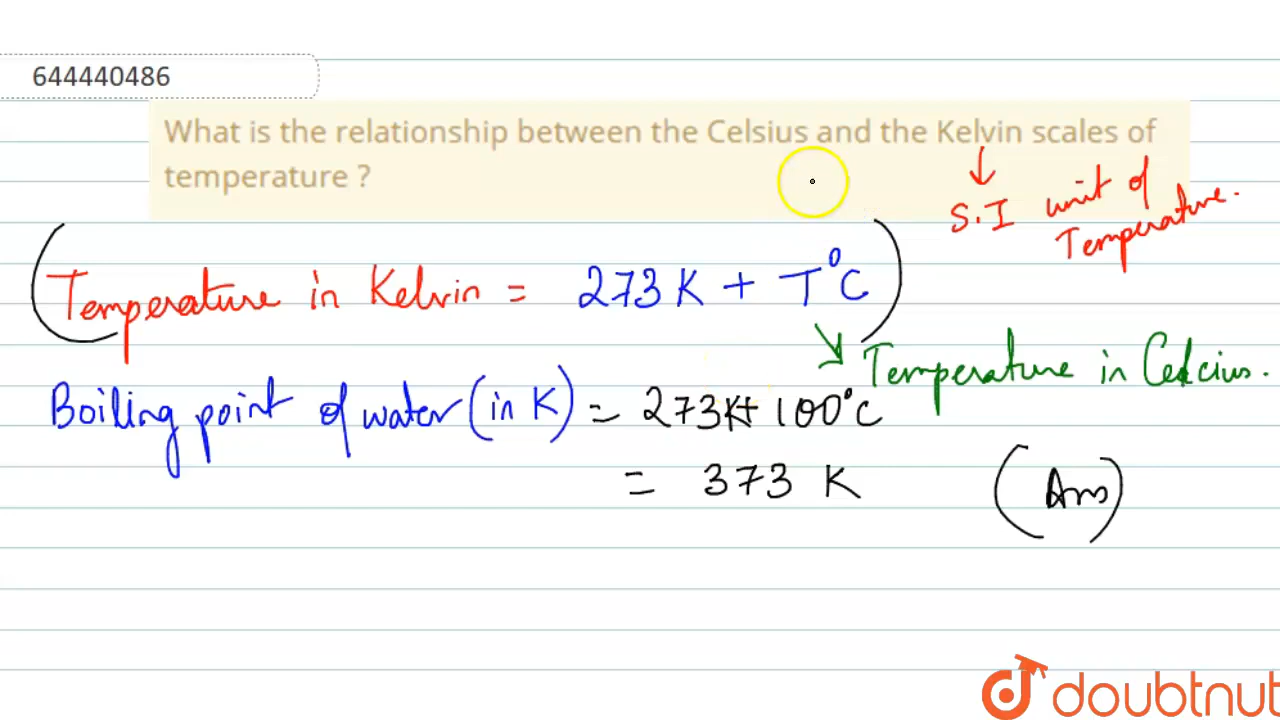 644440486
What is the relationship between the Celsius and the Kelvin scales of
temperature ?
S.I unit of
Temperature.
(Temperature in Kelvin = 273 K + T°C)
Temperature in Celcius.
Boiling point of water (in K) = 273K+ 100°C
= 373 K (Ans)
doubtnut